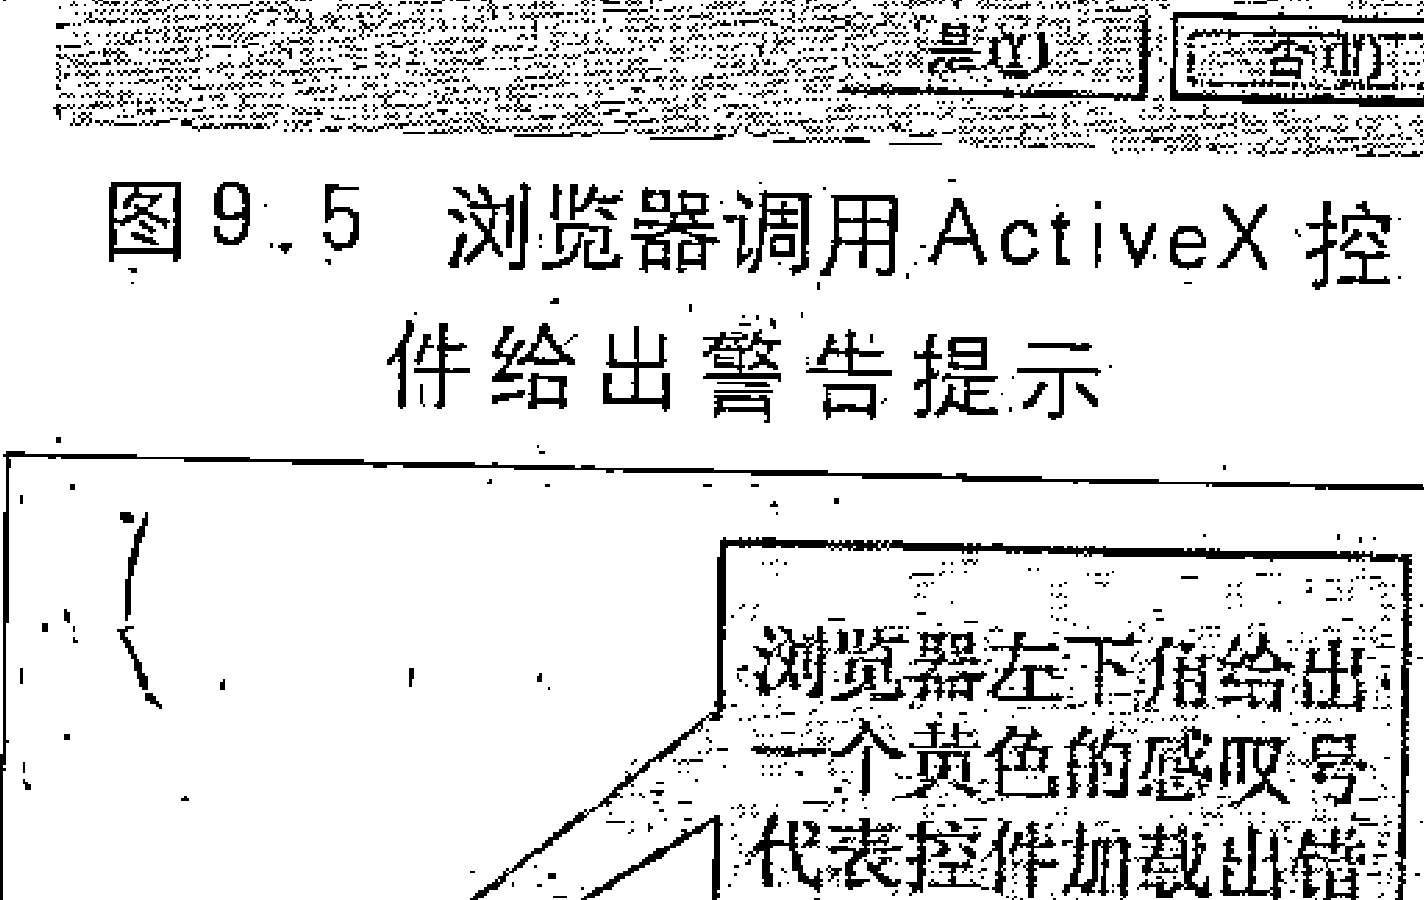 是(Y) 否(N)
图9.5 浏览器调用ActiveX控
件给出警告提示
浏览器左下角给出
一个黄色的感叹号
代表控件加载出错